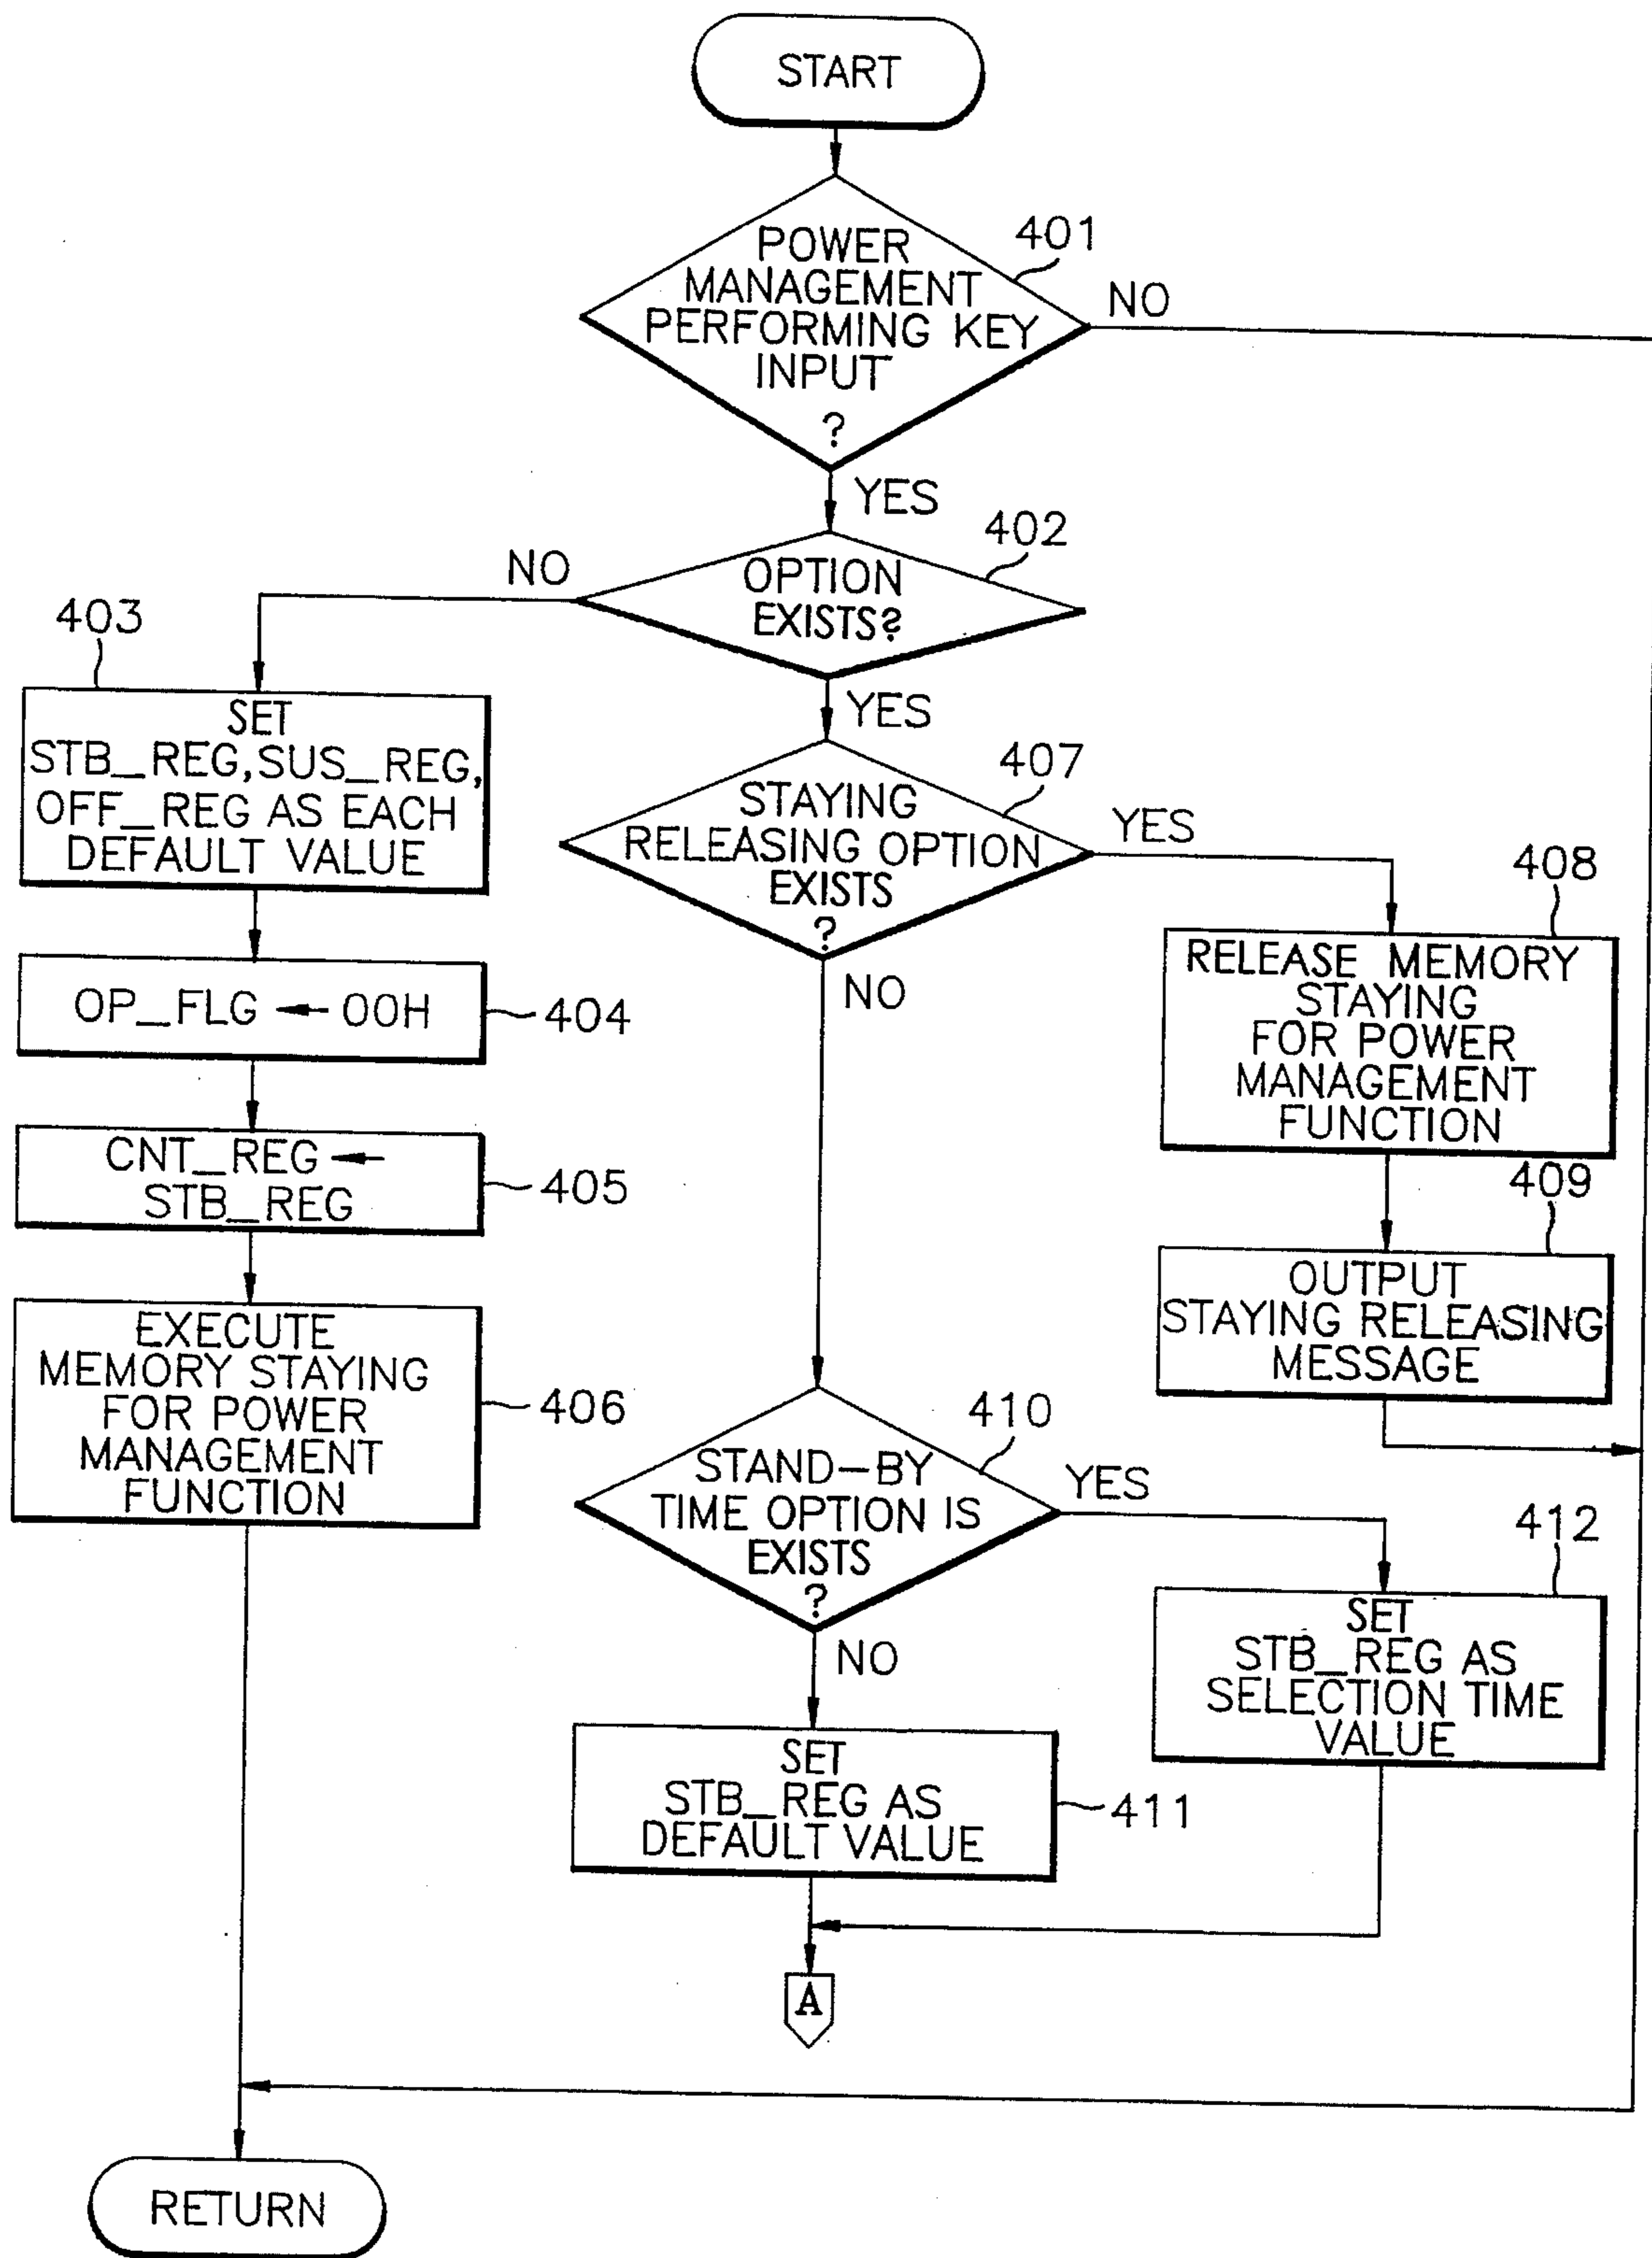 START
POWER
MANAGEMENT
PERFORMING KEY
INPUT
?
401
NO
YES
402
OPTION
EXISTS?
NO
YES
403
SET
STB_REG, SUS_REG,
OFF_REG AS EACH
DEFAULT VALUE
OP_FLG ← 00H
404
CNT_REG ←
STB_REG
405
EXECUTE
MEMORY STAYING
FOR POWER
MANAGEMENT
FUNCTION
406
407
STAYING
RELEASING OPTION
EXISTS
?
YES
NO
408
RELEASE MEMORY
STAYING
FOR POWER
MANAGEMENT
FUNCTION
409
OUTPUT
STAYING RELEASING
MESSAGE
410
STAND-BY
TIME OPTION IS
EXISTS
?
YES
NO
412
SET
STB_REG AS
SELECTION TIME
VALUE
SET
STB_REG AS
DEFAULT VALUE
411
A
RETURN